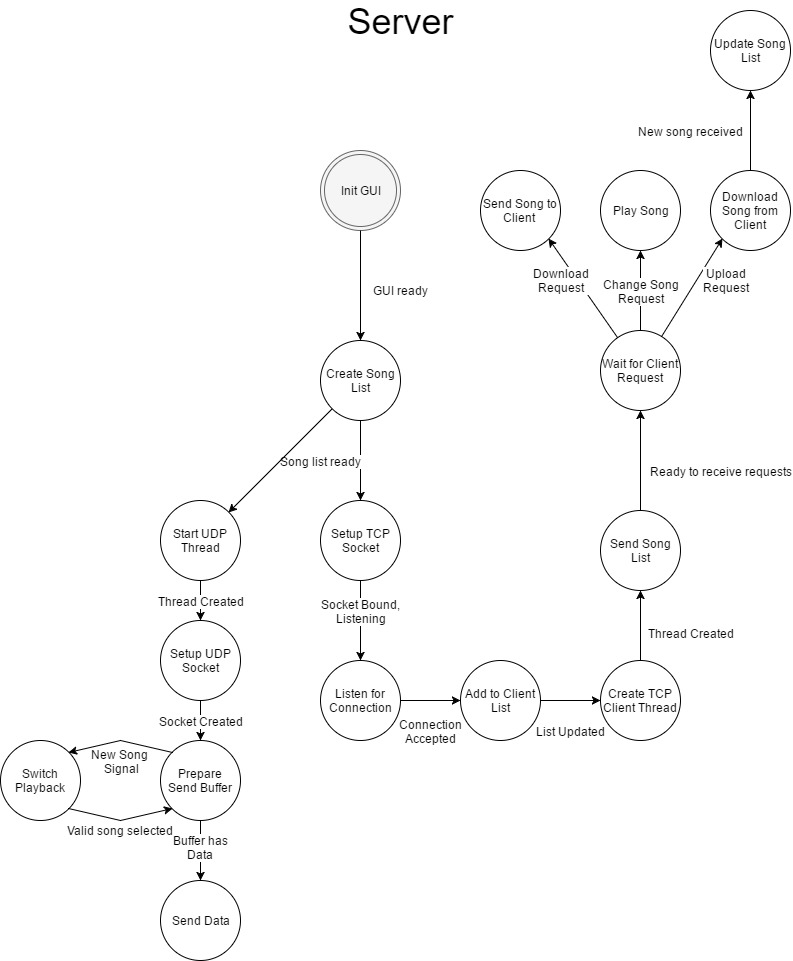 Server
Update Song
List
New song received
Init GUI
Send Song to
Client
Play Song
Download
Song from
Client
Download
Request
Change Song
Request
Upload
Request
GUI ready
Create Song
List
Wait for Client
Request
Song list ready
Ready to receive requests
Start UDP
Thread
Setup TCP
Socket
Send Song
List
Thread Created
Socket Bound,
Listening
Thread Created
Setup UDP
Socket
Listen for
Connection
Add to Client
List
Create TCP
Client Thread
Socket Created
Connection
Accepted
List Updated
New Song
Signal
Switch
Playback
Prepare
Send Buffer
Valid song selected
Buffer has
Data
Send Data